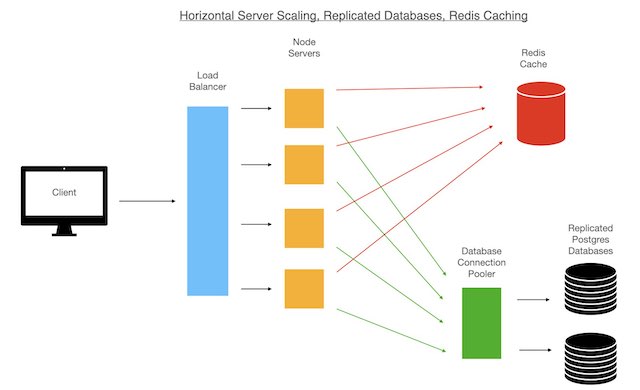 Horizontal Server Scaling, Replicated Databases, Redis Caching
Node
Servers
Redis
Cache
Load
Balancer
Client
Replicated
Postgres
Databases
Database
Connection
Pooler